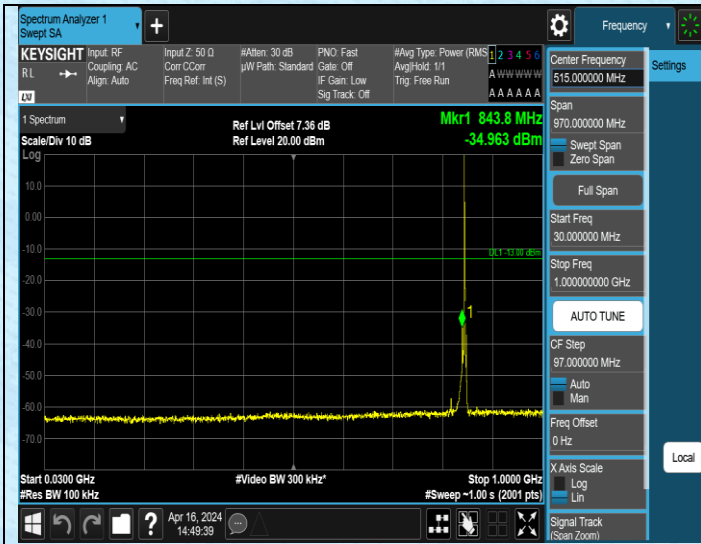 Spectrum Analyzer 1
Swept SA
Frequency
KEYSIGHT
RL
LXI
Input: RF
Coupling: AC
Align: Auto
Input Z: 50 Ω
Corr CCorr
Freq Ref: Int (S)
#Atten: 30 dB
µW Path: Standard
PNO: Fast
Gate: Off
IF Gain: Low
Sig Track: Off
#Avg Type: Power (RMS
Avg|Hold: 1/1
Trig: Free Run
1 2 3 4 5 6
A W W W W W
A A A A A A
1 Spectrum
Scale/Div 10 dB
Ref Lvl Offset 7.36 dB
Ref Level 20.00 dBm
Mkr1 843.8 MHz
-34.963 dBm
Log
10.0
0.00
-10.0
-20.0
-30.0
-40.0
-50.0
-60.0
-70.0
DL1 -13.00 dBm
1
Start 0.0300 GHz
#Res BW 100 kHz
#Video BW 300 kHz*
Stop 1.0000 GHz
#Sweep ~1.00 s (2001 pts)
?
Apr 16, 2024
14:49:39
Center Frequency
515.000000 MHz
Span
970.000000 MHz
Swept Span
Zero Span
Full Span
Start Freq
30.000000 MHz
Stop Freq
1.000000000 GHz
AUTO TUNE
CF Step
97.000000 MHz
Auto
Man
Freq Offset
0 Hz
X Axis Scale
Log
Lin
Signal Track
(Span Zoom)
Settings
Local